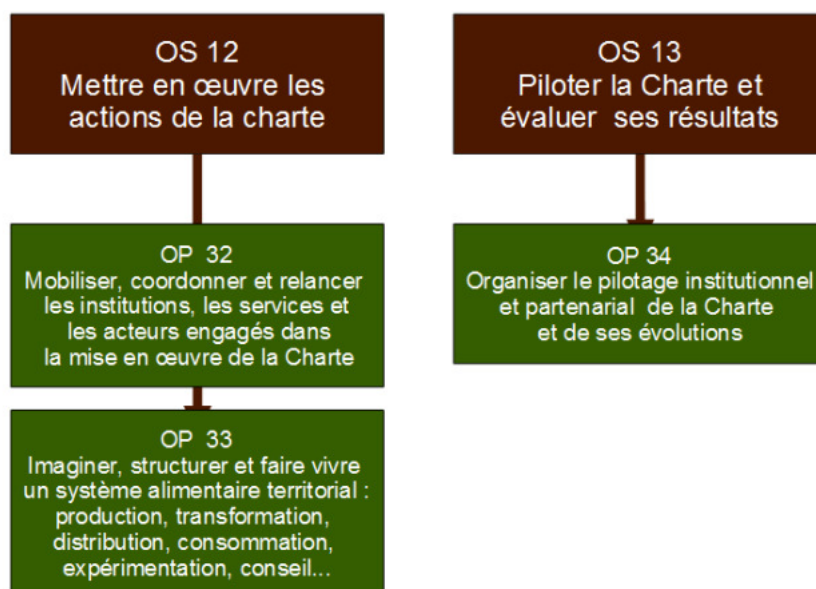 OS 12
Mettre en œuvre les
actions de la charte
OP 32
Mobiliser, coordonner et relancer
les institutions, les services et
les acteurs engagés dans
la mise en œuvre de la Charte
OP 33
Imaginer, structurer et faire vivre
un système alimentaire territorial :
production, transformation,
distribution, consommation,
expérimentation, conseil...
OS 13
Piloter la Charte et
évaluer ses résultats
OP 34
Organiser le pilotage institutionnel
et partenarial de la Charte
et de ses évolutions